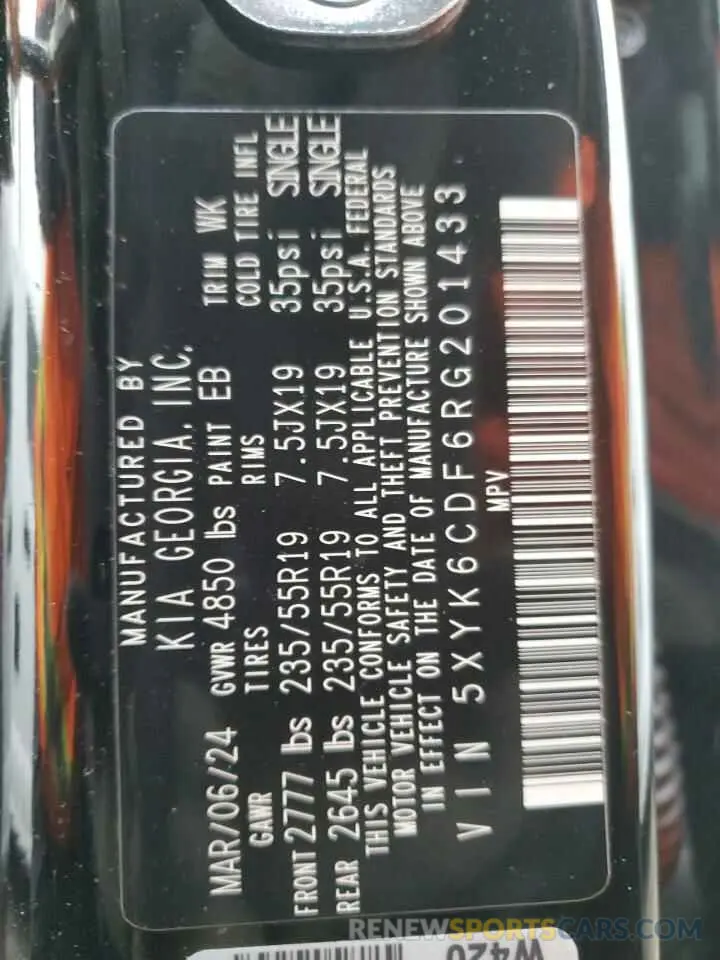 MANUFACTURED BY
KIA GEORGIA, INC.
MAR/06/24 GVWR 4850 lbs PAINT EB TRIM WK
GAWR TIRES RIMS COLD TIRE INFL
FRONT 2777 lbs 235/55R19 7.5JX19 35psi SINGLE
REAR 2645 lbs 235/55R19 7.5JX19 35psi SINGLE
THIS VEHICLE CONFORMS TO ALL APPLICABLE U.S.A. FEDERAL
MOTOR VEHICLE SAFETY AND THEFT PREVENTION STANDARDS
IN EFFECT ON THE DATE OF MANUFACTURE SHOWN ABOVE
VIN 5XYK6CDF6RG201433
MPV
W420
RENEWSPORTSCARS.COM